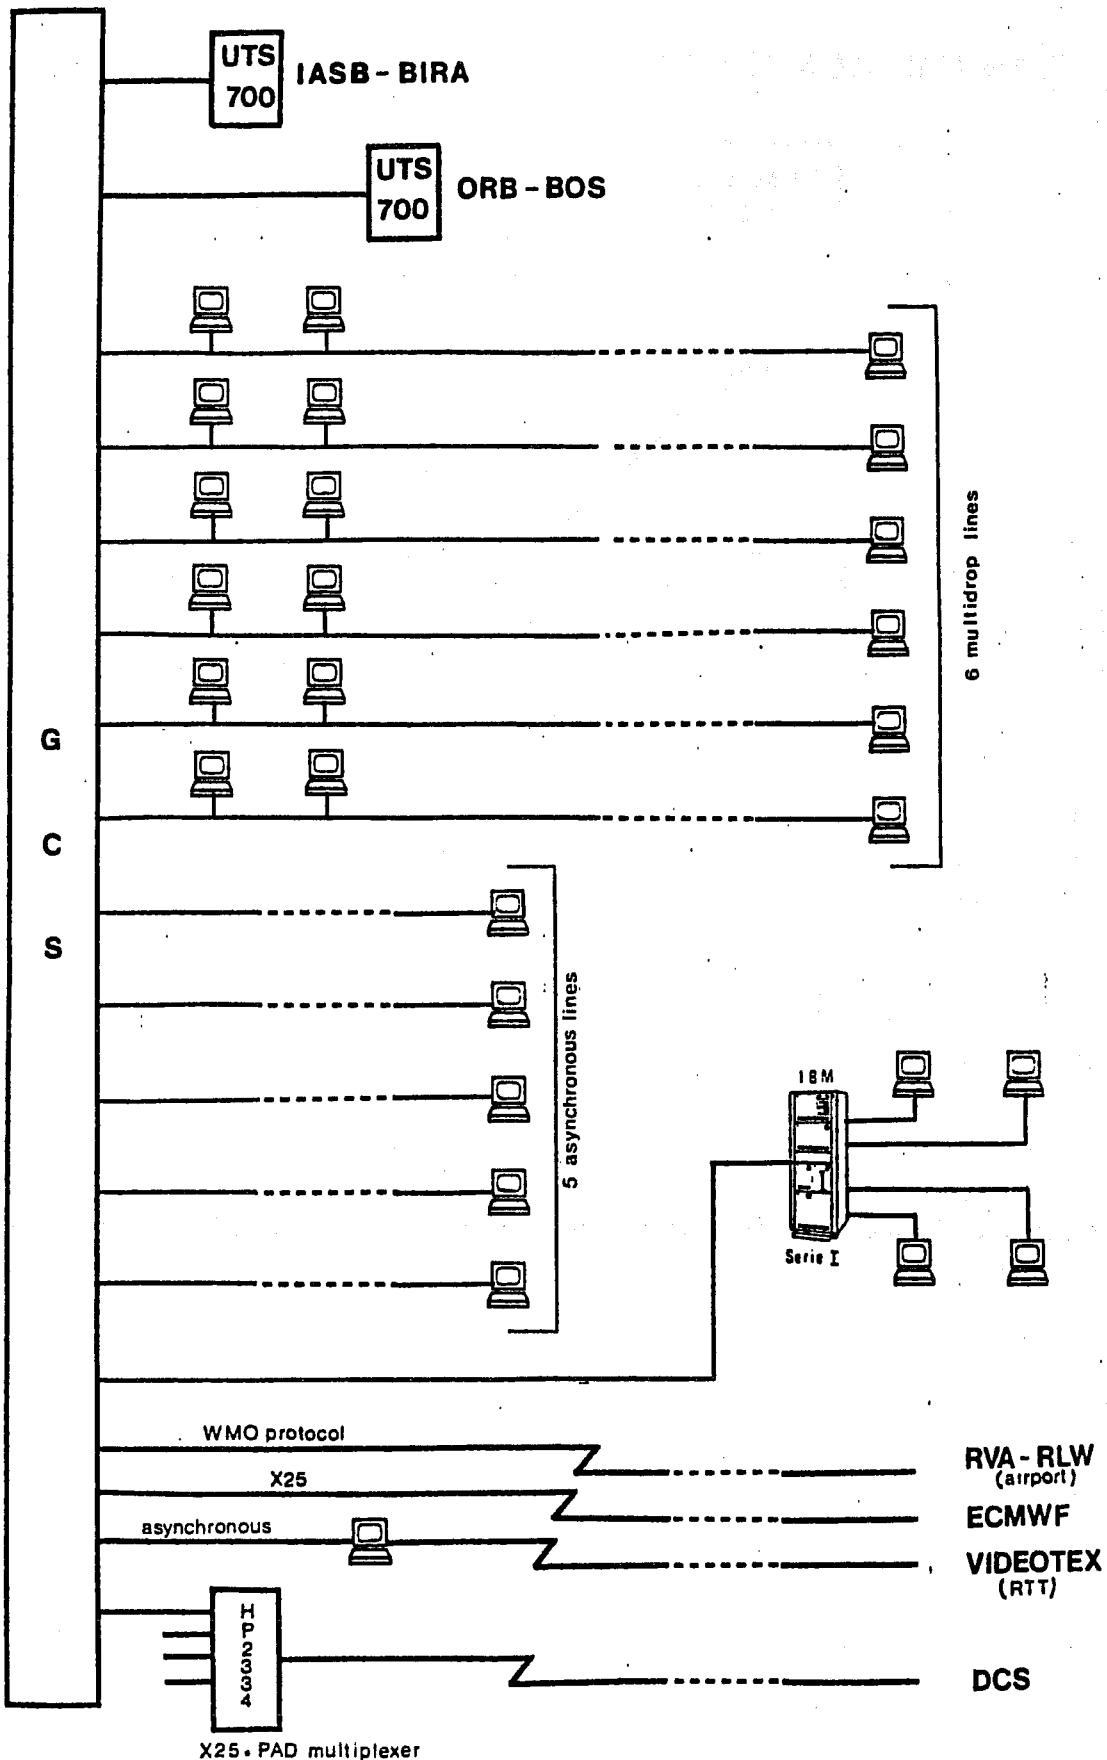 UTS
700
IASB - BIRA
UTS
700
ORB - BOS
6 multidrop lines
G
C
S
5 asynchronous lines
IBM
Serie I
WMO protocol
RVA - RLW
(airport)
X25
ECMWF
asynchronous
VIDEOTEX
(RTT)
HP2334
DCS
X25. PAD multiplexer